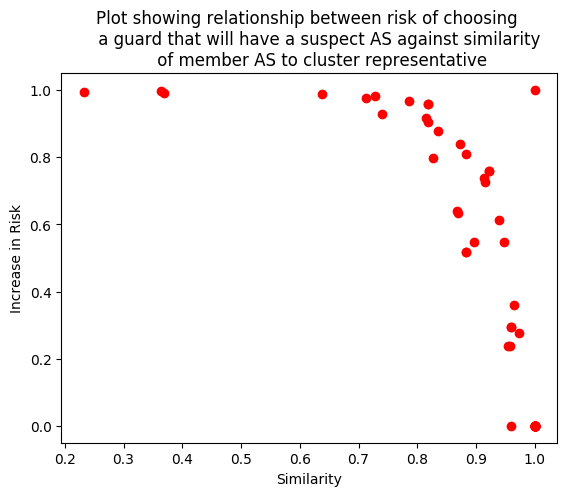 Plot showing relationship between risk of choosing
a guard that will have a suspect AS against similarity
of member AS to cluster representative
1.0
0.8
0.6
0.4
0.2
0.0
Increase in Risk
0.2 0.3 0.4 0.5 0.6 0.7 0.8 0.9 1.0
Similarity